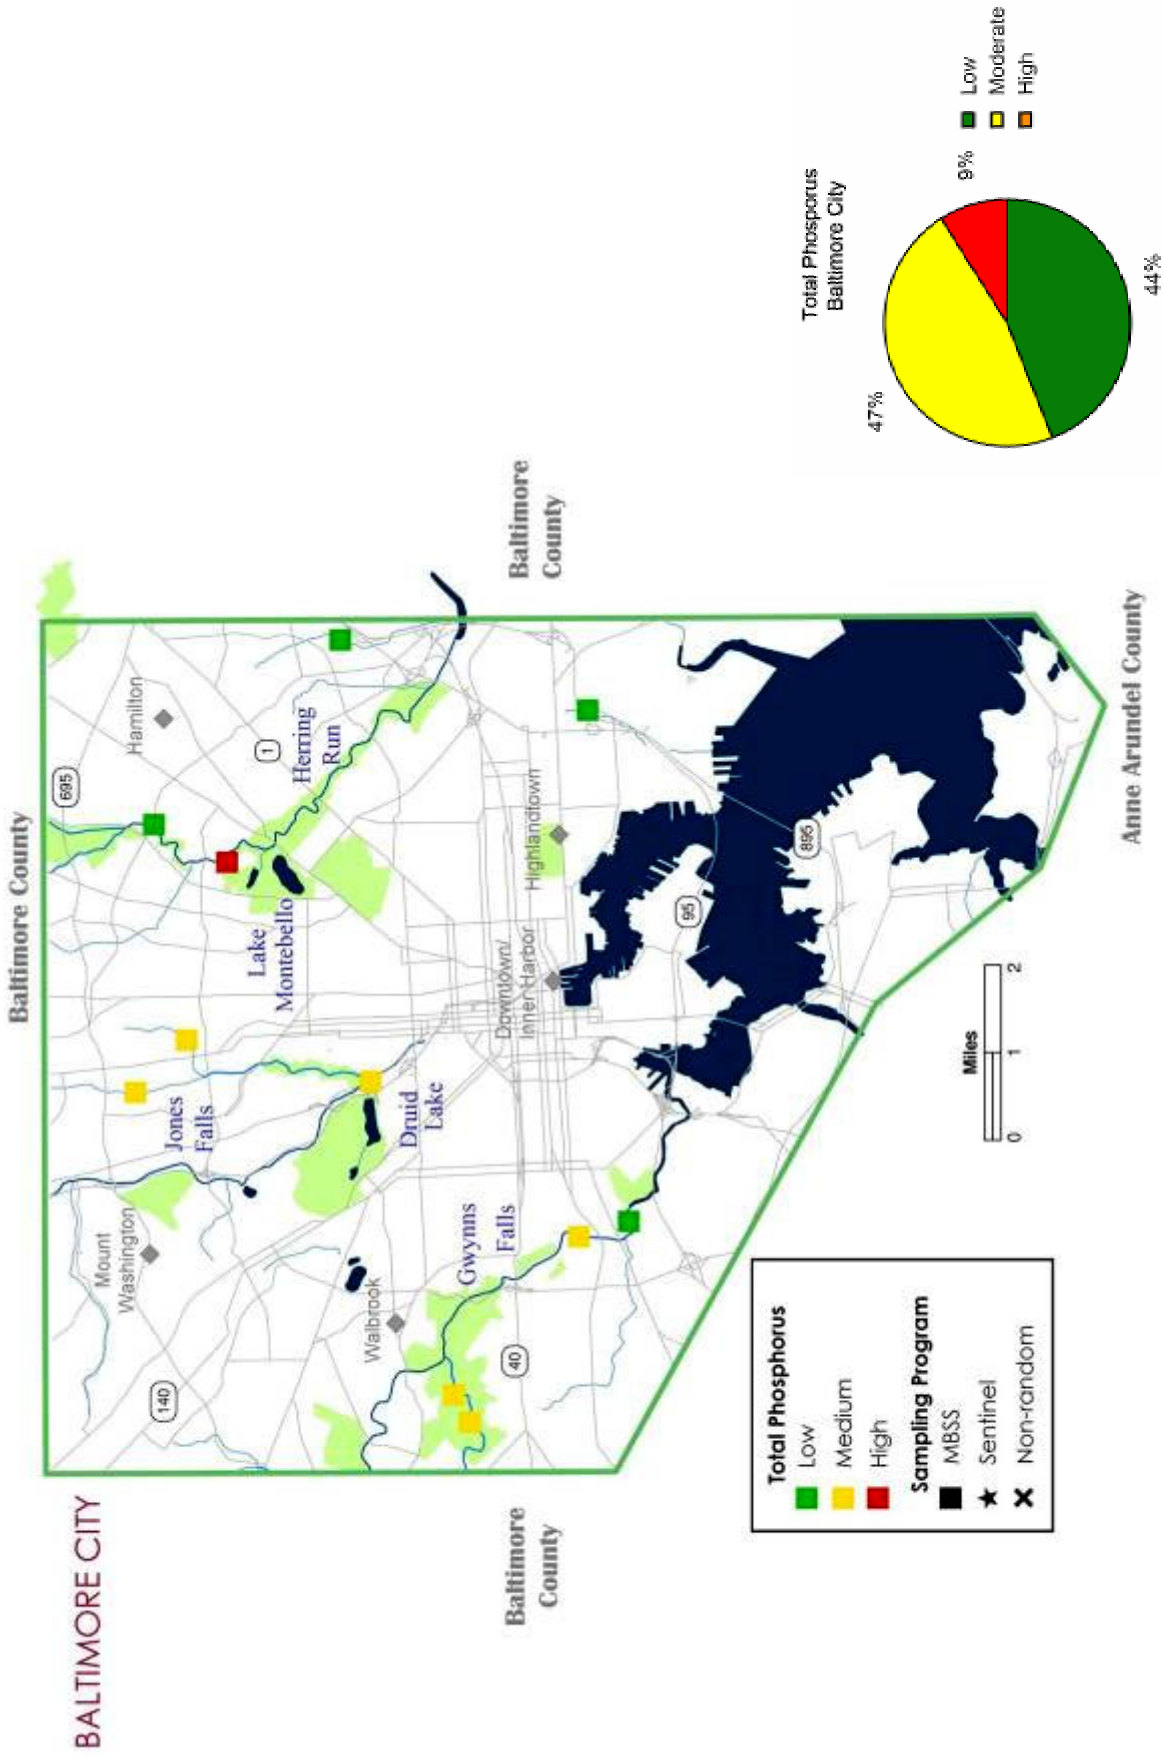 BALTIMORE CITY
Baltimore County
695
Hamilton
1
Herring
Run
Lake
Montebello
Jones
Falls
Mount
Washington
140
Druid
Lake
Walbrook
Gwynns
Falls
40
Downtown/
Inner Harbor
Highlandtown
Baltimore
County
Baltimore
County
95
895
Anne Arundel County
Miles
0 1 2
Total Phosphorus
Low
Medium
High
Sampling Program
MBSS
Sentinel
Non-random
Total Phosporus
Baltimore City
47%
9%
44%
Low
Moderate
High